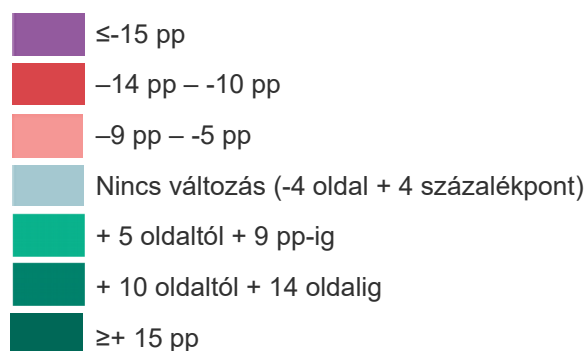 ≤-15 pp
–14 pp – -10 pp
–9 pp – -5 pp
Nincs változás (-4 oldal + 4 százalékpont)
+ 5 oldaltól + 9 pp-ig
+ 10 oldaltól + 14 oldalig
≥+ 15 pp